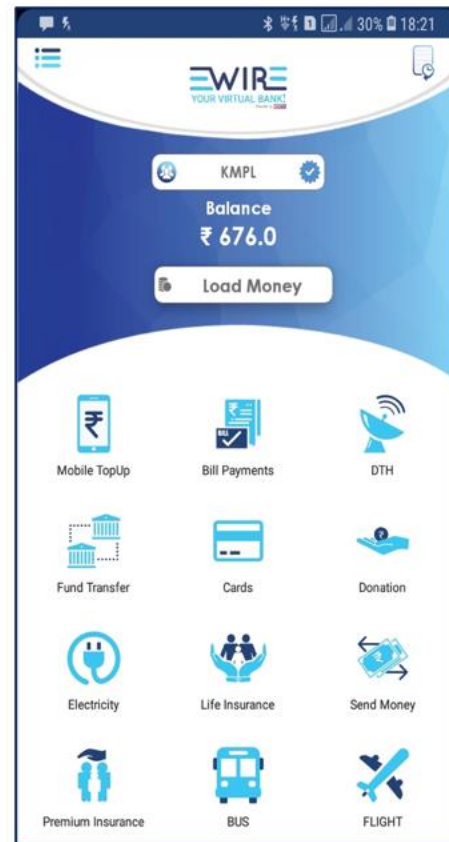 30% 18:21
EWIRE
YOUR VIRTUAL BANK!
KMPL
Balance
₹ 676.0
Load Money
Mobile TopUp
Bill Payments
DTH
Fund Transfer
Cards
Donation
Electricity
Life Insurance
Send Money
Premium Insurance
BUS
FLIGHT